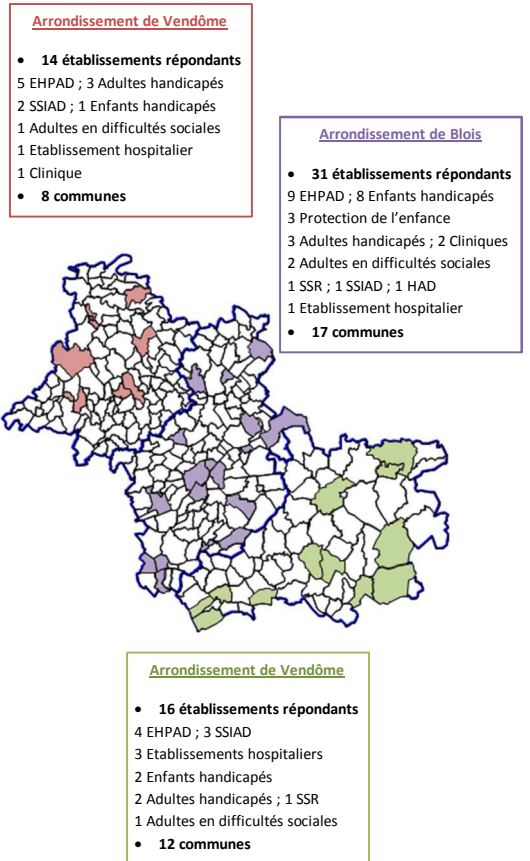 Arrondissement de Vendôme
• 14 établissements répondants
5 EHPAD ; 3 Adultes handicapés
2 SSIAD ; 1 Enfants handicapés
1 Adultes en difficultés sociales
1 Etablissement hospitalier
1 Clinique
• 8 communes
Arrondissement de Blois
• 31 établissements répondants
9 EHPAD ; 8 Enfants handicapés
3 Protection de l’enfance
3 Adultes handicapés ; 2 Cliniques
2 Adultes en difficultés sociales
1 SSR ; 1 SSIAD ; 1 HAD
1 Etablissement hospitalier
• 17 communes
Arrondissement de Vendôme
• 16 établissements répondants
4 EHPAD ; 3 SSIAD
3 Etablissements hospitaliers
2 Enfants handicapés
2 Adultes handicapés ; 1 SSR
1 Adultes en difficultés sociales
• 12 communes